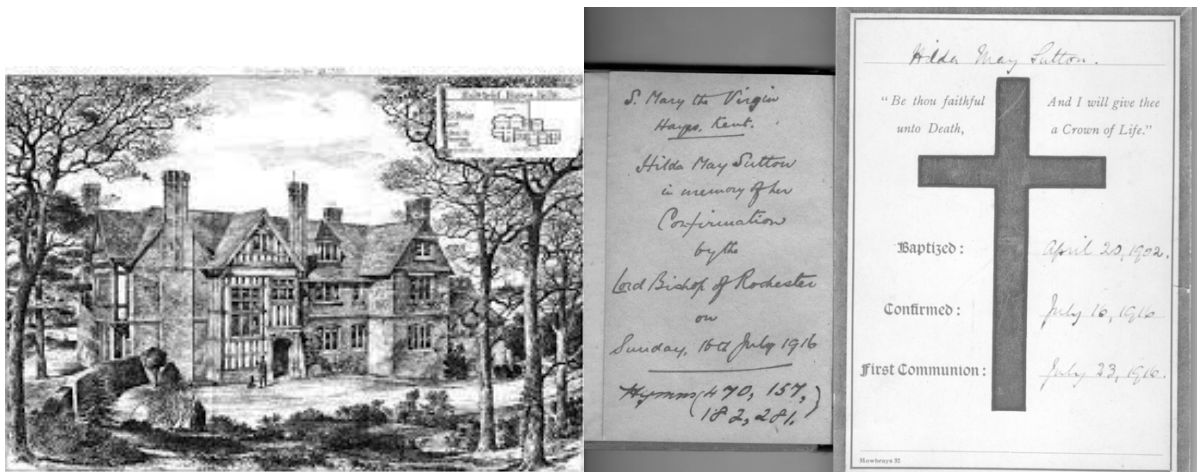 S. Mary the Virgin
Hayes, Kent.
Hilda May Sutton
in memory of her
Confirmation
by the
Lord Bishop of Rochester
on
Sunday, 16th July 1916
Hymns (470, 157,
182, 281.)
Hilda May Sutton.
"Be thou faithful
unto Death,
And I will give thee
a Crown of Life."
Baptized: April 20, 1902.
Confirmed: July 16, 1916
First Communion: July 23, 1916.
Mowbrays 32